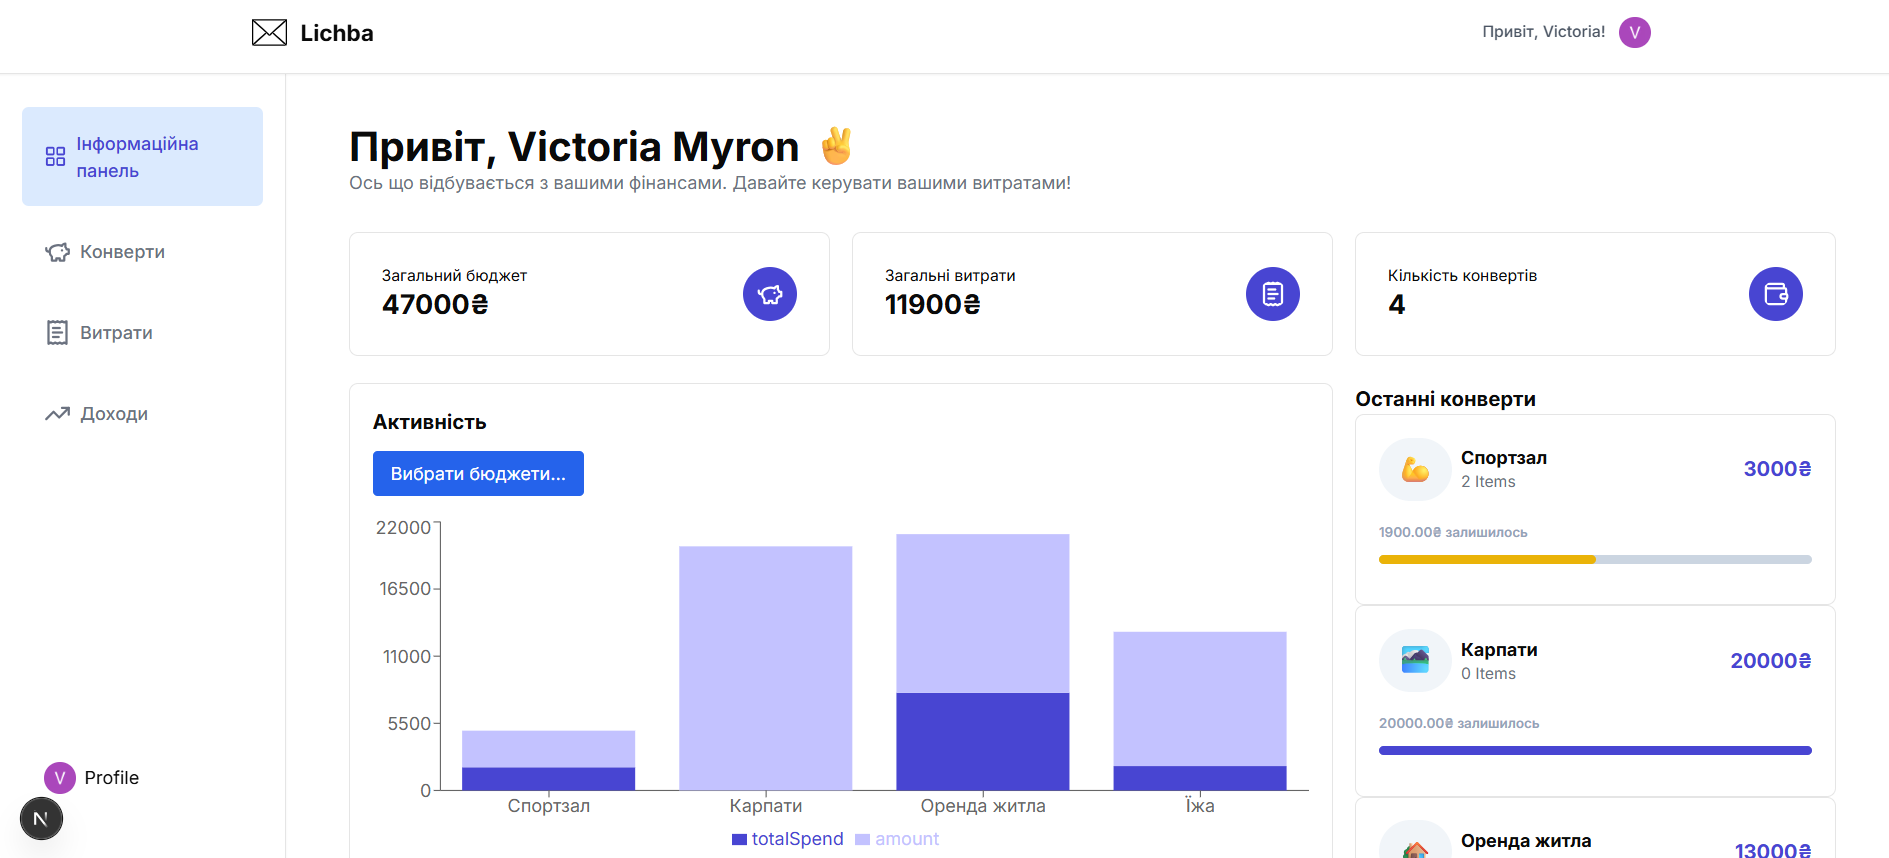 Lichba
Привіт, Victoria!
V
Інформаційна
панель
Конверти
Витрати
Доходи
V
Profile
N
Привіт, Victoria Myron ✌️
Ось що відбувається з вашими фінансами. Давайте керувати вашими витратами!
Загальний бюджет
47000₴
Загальні витрати
11900₴
Кількість конвертів
4
Активність
Вибрати бюджети...
22000
16500
11000
5500
0
Спортзал
Карпати
Оренда житла
Їжа
totalSpend
amount
Останні конверти
Спортзал
2 Items
3000₴
1900.00₴ залишилось
Карпати
0 Items
20000₴
20000.00₴ залишилось
Оренда житла
13000₴